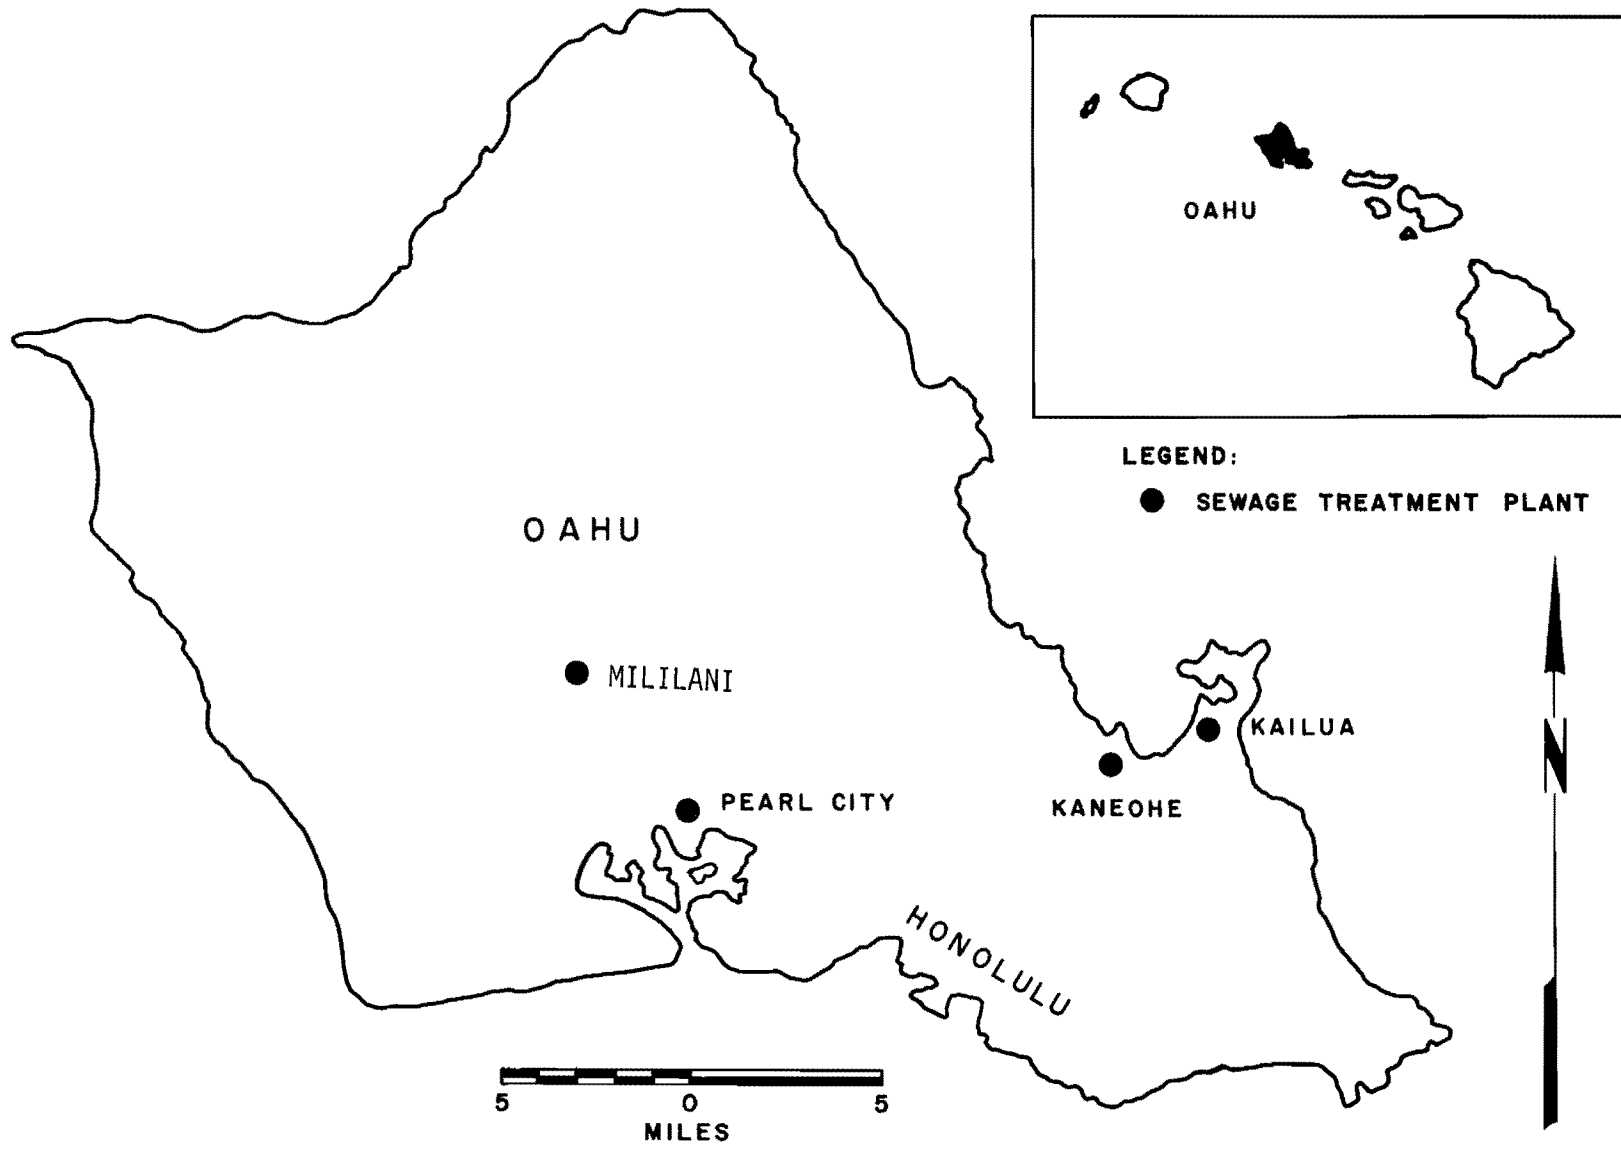 OAHU
LEGEND:
● SEWAGE TREATMENT PLANT
OAHU
MILILANI
KAILUA
PEARL CITY
KANEOHE
HONOLULU
N
5 0 5
MILES